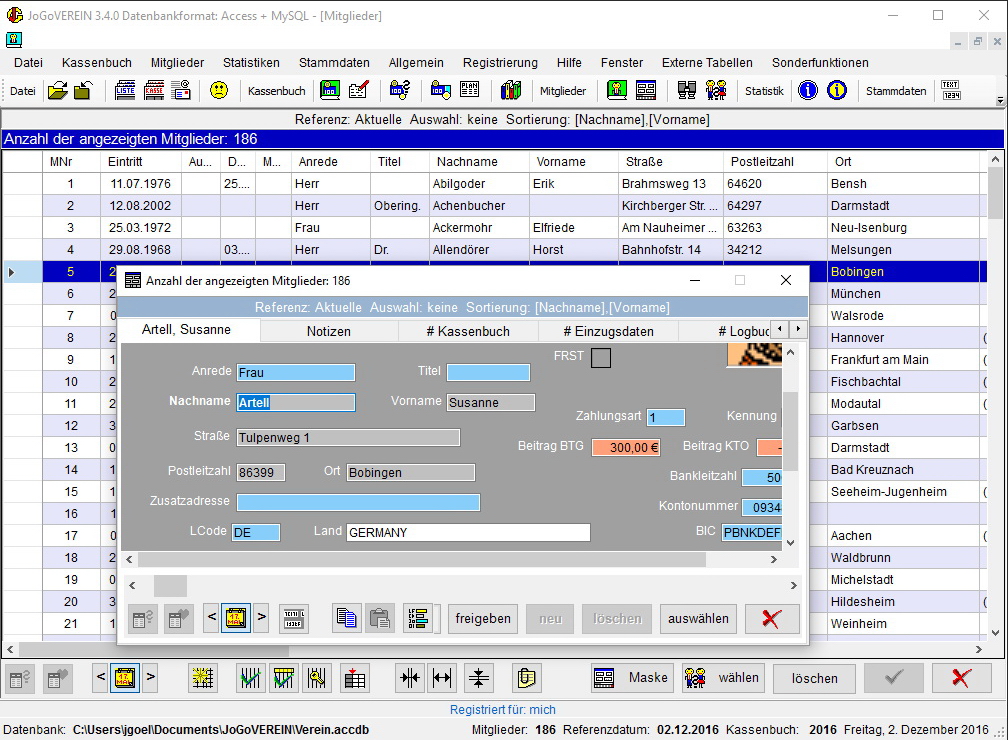 JoGoVEREIN 3.4.0 Datenbankformat: Access + MySQL - [Mitglieder]
Datei Kassenbuch Mitglieder Statistiken Stammdaten Allgemein Registrierung Hilfe Fenster Externe Tabellen Sonderfunktionen
Datei LISTE KASSE Kassenbuch Mitglieder Statistik Stammdaten TEXT 1234
Referenz: Aktuelle Auswahl: keine Sortierung: [Nachname],[Vorname]
Anzahl der angezeigten Mitglieder: 186
MNr Eintritt Au... D... M... Anrede Titel Nachname Vorname Straße Postleitzahl Ort
1 11.07.1976 25.... Herr Abilgoder Erik Brahmsweg 13 64620 Bensh
2 12.08.2002 Herr Obering. Achenbucher Kirchberger Str. ... 64297 Darmstadt
3 25.03.1972 Frau Ackermohr Elfriede Am Nauheimer ... 63263 Neu-Isenburg
4 29.08.1968 03.... Herr Dr. Allendörer Horst Bahnhofstr. 14 34212 Melsungen
5 2 Bobingen
6 2 München
7 0 Walsrode
8 2 Hannover (
9 1 Frankfurt am Main (
10 2 Fischbachtal (
11 2 Modautal (
12 3 Garbsen
13 0 Darmstadt
14 1 Bad Kreuznach
15 1 Seeheim-Jugenheim (
16 1
17 0 Aachen (
18 2 Waldbrunn
19 0 Michelstadt
20 3 Hildesheim (
21 1 Weinheim
Anzahl der angezeigten Mitglieder: 186
Referenz: Aktuelle Auswahl: keine Sortierung: [Nachname],[Vorname]
Artell, Susanne Notizen # Kassenbuch # Einzugsdaten # Logbuc
FRST
Anrede Frau Titel
Nachname Artell Vorname Susanne
Zahlungsart 1 Kennung
Straße Tulpenweg 1
Beitrag BTG 300,00 € Beitrag KTO -
Postleitzahl 86399 Ort Bobingen
Bankleitzahl 50
Zusatzadresse
Kontonummer 0934
LCode DE Land GERMANY BIC PBNKDEF
< 17. MAI > freigeben neu löschen auswählen
< 17. MAI > Maske wählen löschen
Registriert für: mich
Datenbank: C:\Users\jgoel\Documents\JoGoVEREIN\Verein.accdb Mitglieder: 186 Referenzdatum: 02.12.2016 Kassenbuch: 2016 Freitag, 2. Dezember 2016